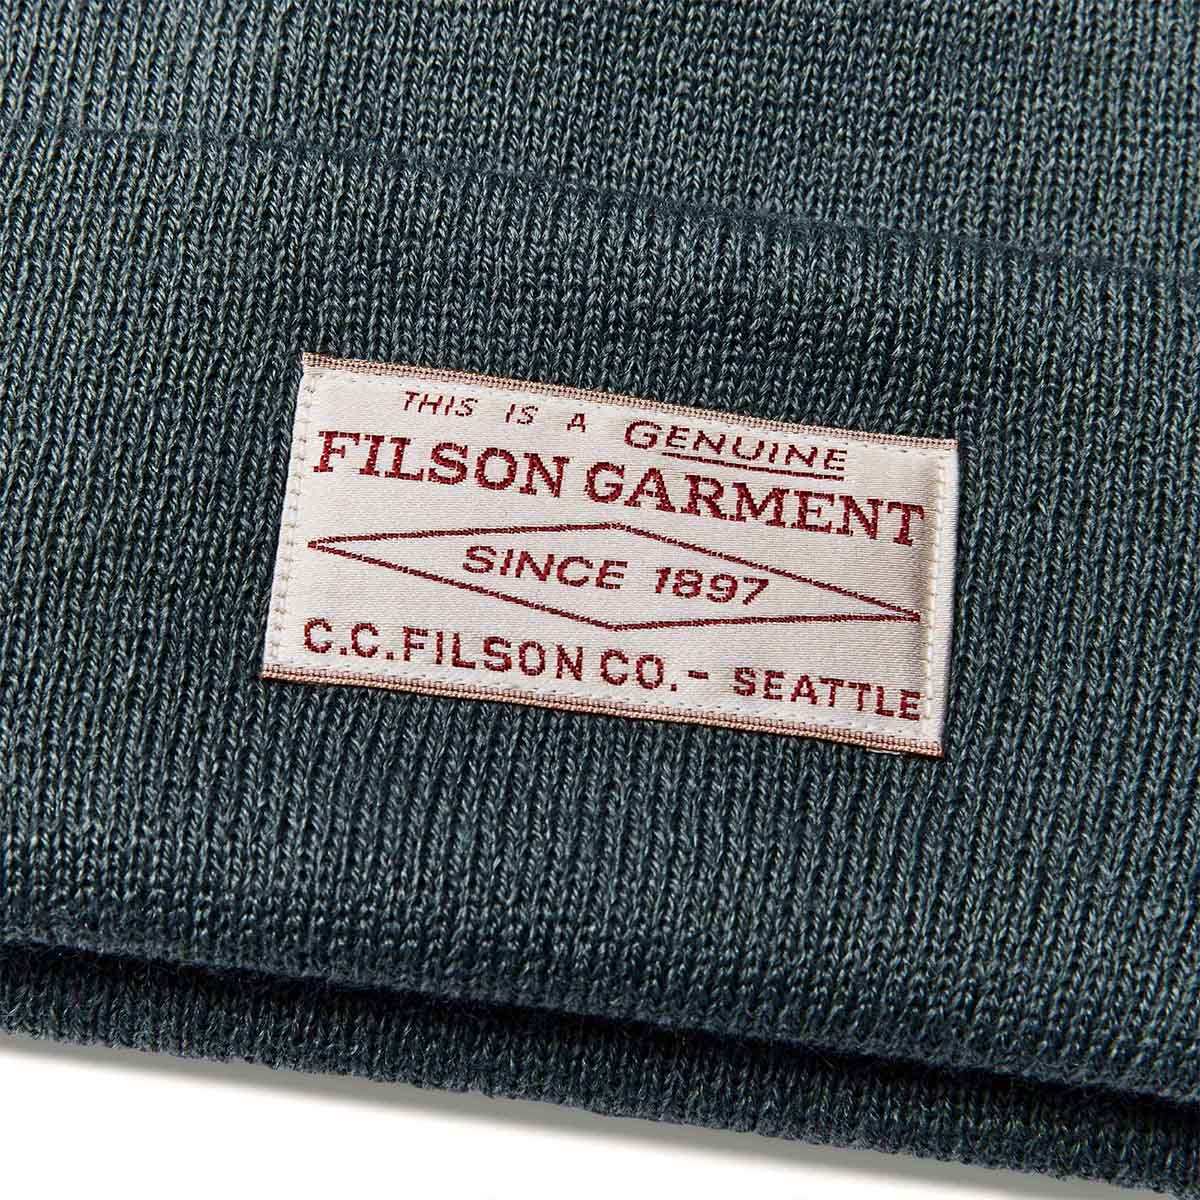 THIS IS A GENUINE
FILSON GARMENT
SINCE 1897
C.C.FILSON CO.- SEATTLE